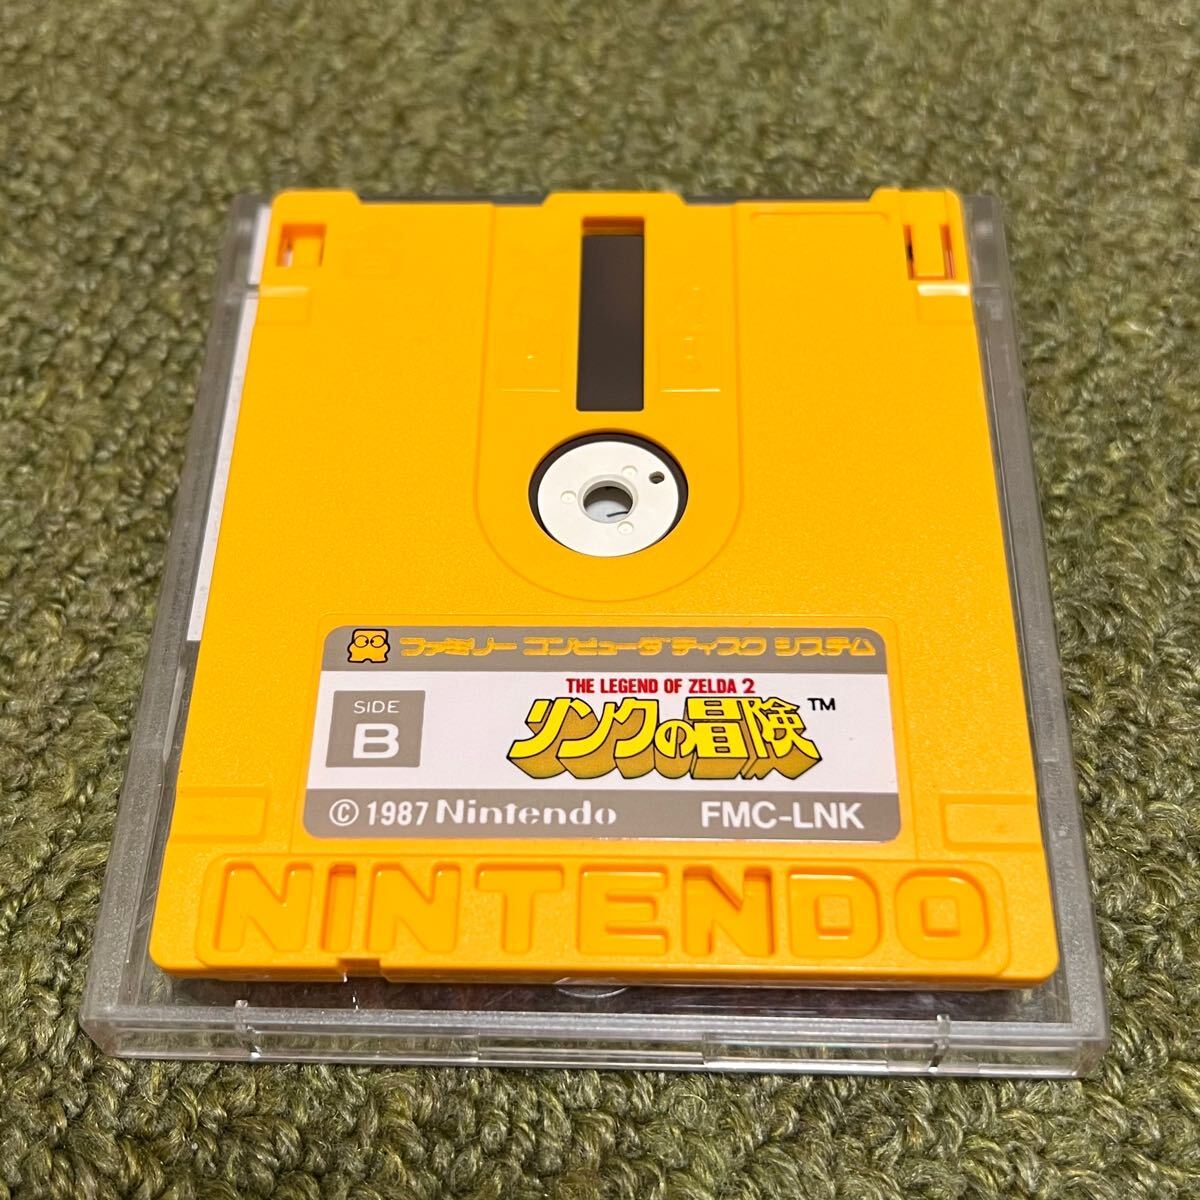 ファミリー コンピュータ ディスク システム
THE LEGEND OF ZELDA 2
SIDE
B
リンクの冒険™
© 1987 Nintendo FMC-LNK
NINTENDO